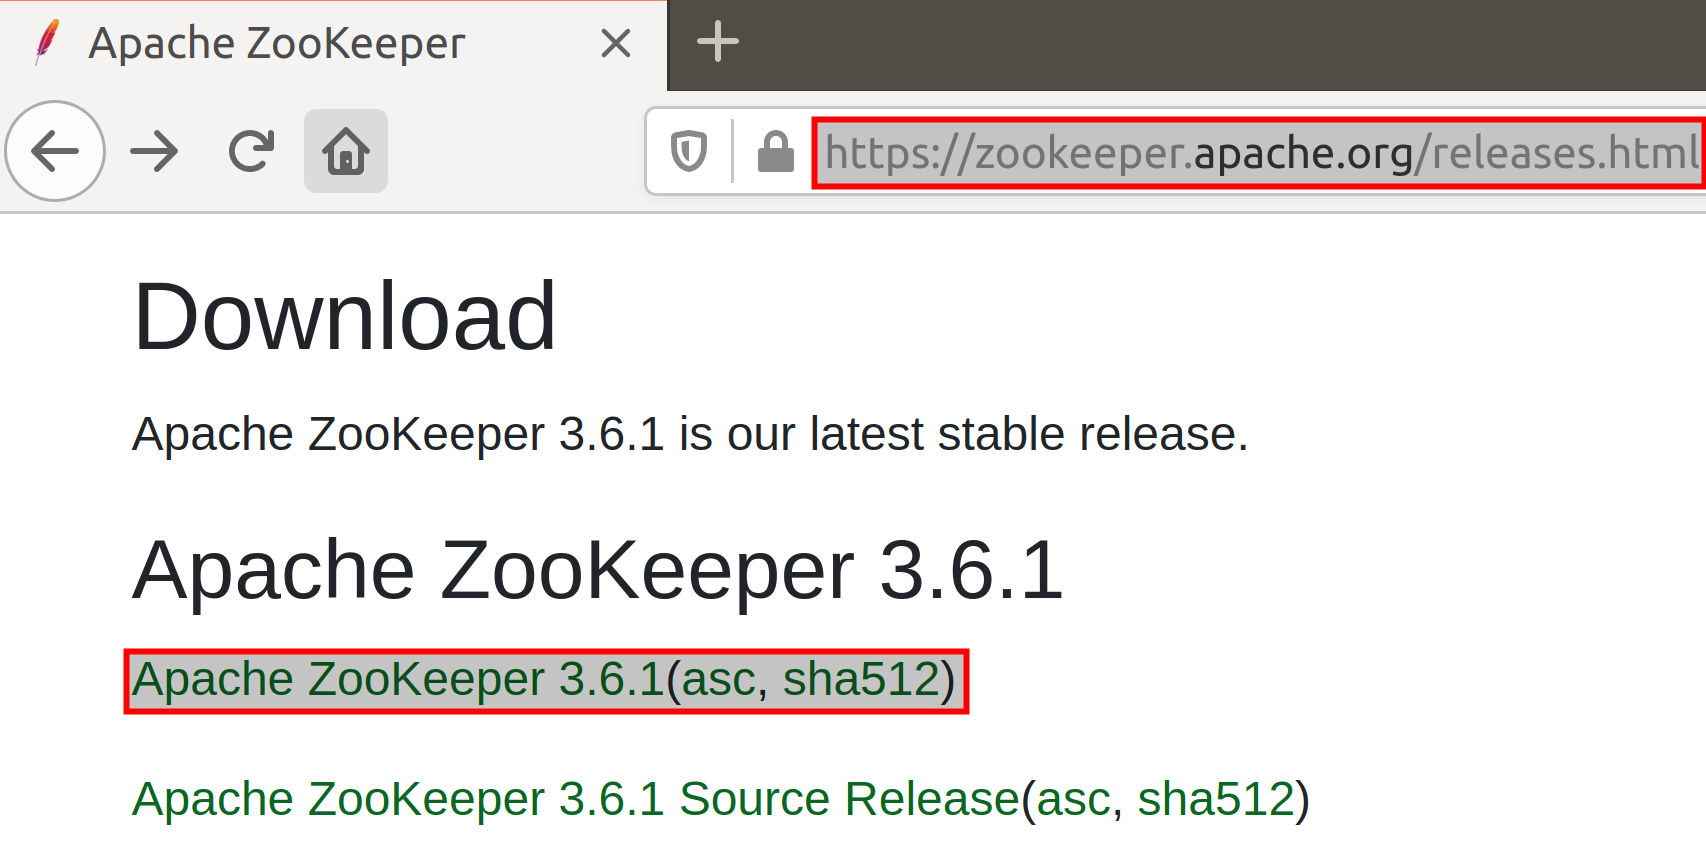 Apache ZooKeeper
https://zookeeper.apache.org/releases.html
Download
Apache ZooKeeper 3.6.1 is our latest stable release.
Apache ZooKeeper 3.6.1
Apache ZooKeeper 3.6.1(asc, sha512)
Apache ZooKeeper 3.6.1 Source Release(asc, sha512)